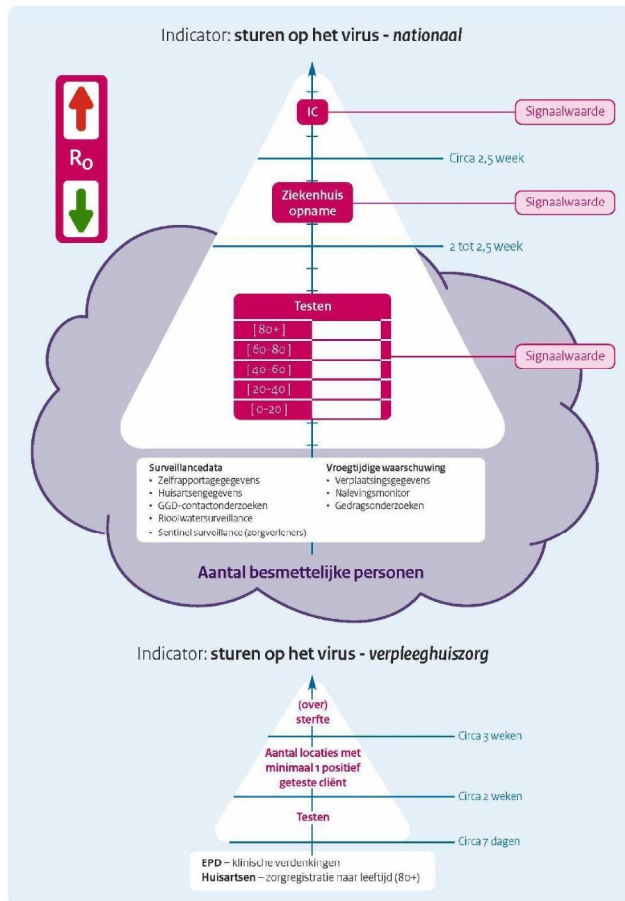 Indicator: sturen op het virus - nationaal
IC
Signaalwaarde
R0
Circa 2,5 week
Ziekenhuis
opname
Signaalwaarde
2 tot 2,5 week
Testen
[80+]
[60-80]
[40-60]
[20-40]
[0-20]
Signaalwaarde
Surveillancedata
• Zelfrapportagegegevens
• Huisartsengegevens
• GGD-contactonderzoeken
• Rioolwatersurveillance
• Sentinel surveillance (zorgverleners)
Vroegtijdige waarschuwing
• Verplaatsingsgegevens
• Nalevingsmonitor
• Gedragsonderzoeken
Aantal besmettelijke personen
Indicator: sturen op het virus - verpleeghuiszorg
(over)
sterfte
Circa 3 weken
Aantal locaties met
minimaal 1 positief
geteste cliënt
Circa 2 weken
Testen
Circa 7 dagen
EPD – klinische verdenkingen
Huisartsen – zorgregistratie naar leeftijd (80+)